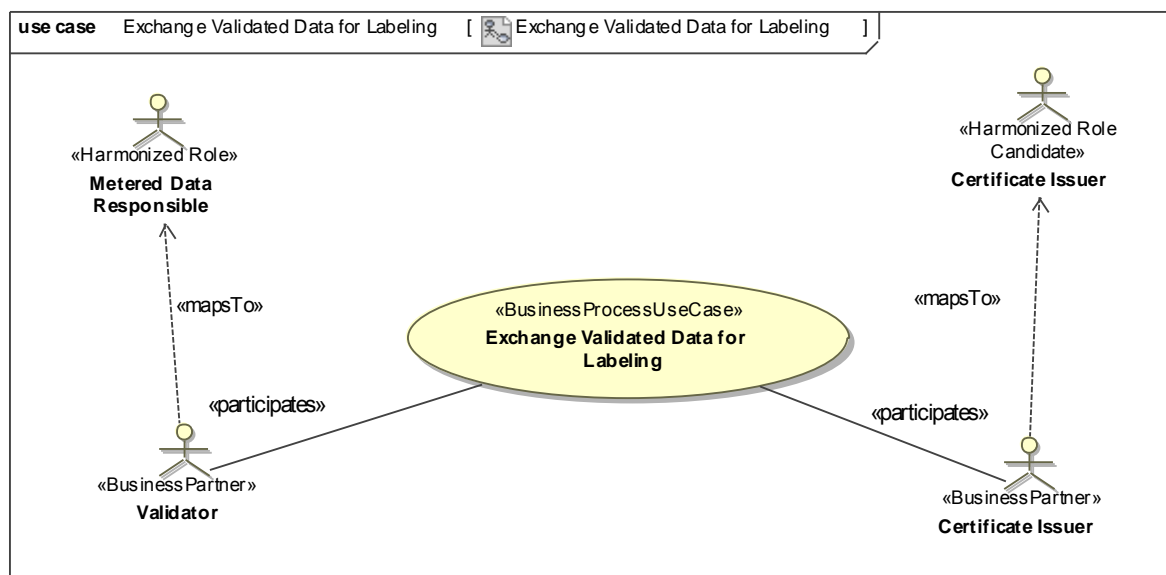 use case Exchange Validated Data for Labeling [ Exchange Validated Data for Labeling ]
«Harmonized Role»
Metered Data
Responsible
«Harmonized Role
Candidate»
Certificate Issuer
«mapsTo»
«mapsTo»
«BusinessProcessUseCase»
Exchange Validated Data for
Labeling
«participates»
«participates»
«BusinessPartner»
Validator
«BusinessPartner»
Certificate Issuer